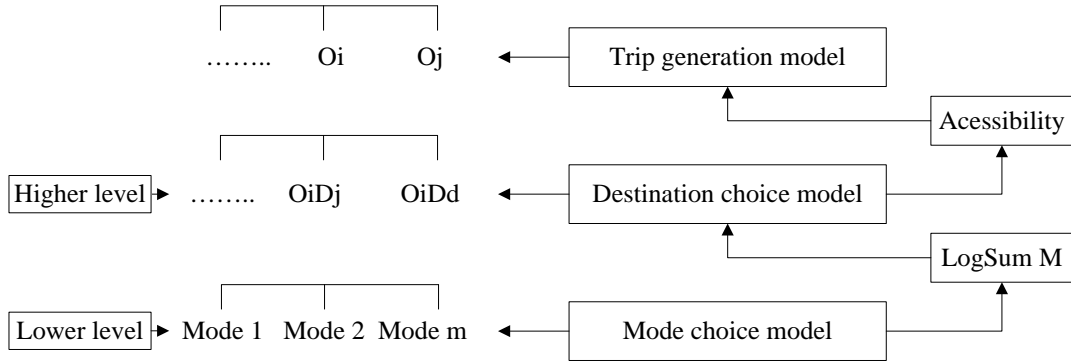 …….. Oi Oj Trip generation model
Acessibility
Higher level …….. OiDj OiDd Destination choice model
LogSum M
Lower level Mode 1 Mode 2 Mode m Mode choice model